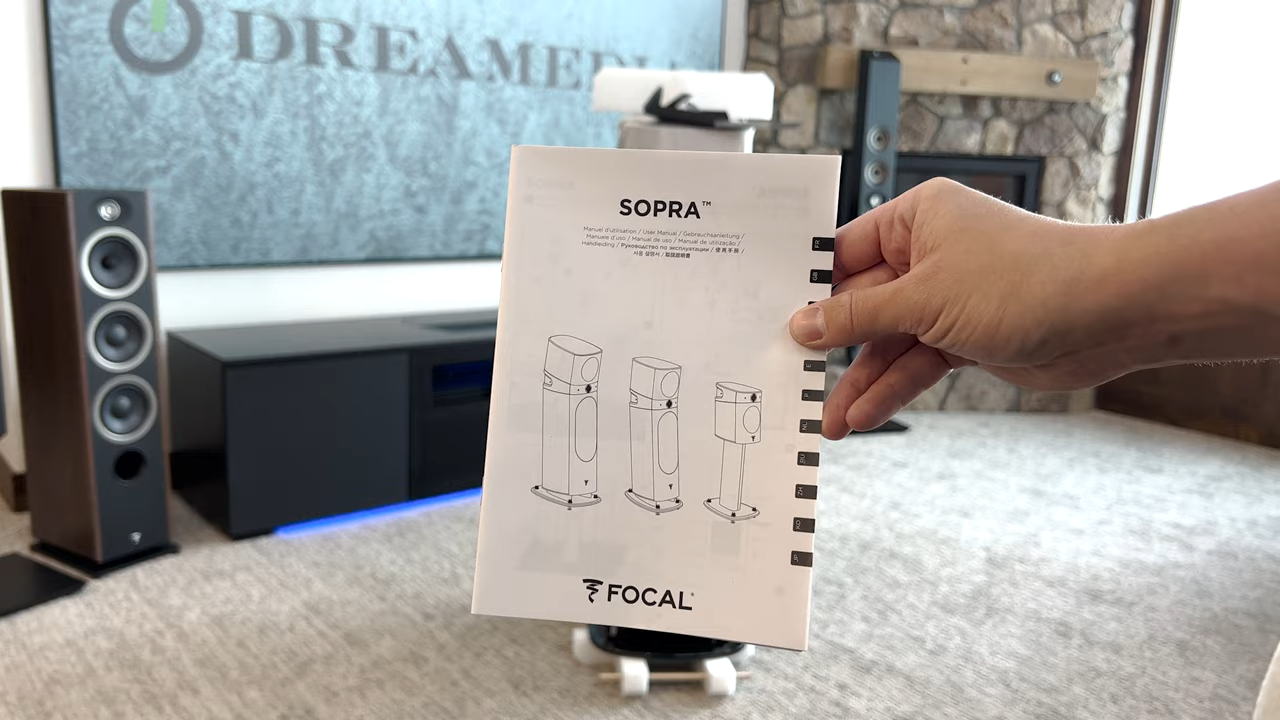 DREAMEDIA
SOPRA™
Manuel d'utilisation / User Manual / Gebrauchsanleitung /
Manuale d'uso / Manual de uso / Manual de utilização /
Handleiding / Руководство по эксплуатации / 使用手册 /
사용 설명서 / 取扱説明書
FR
GB
E
P
NL
RU
ZH
KO
JP
FOCAL®